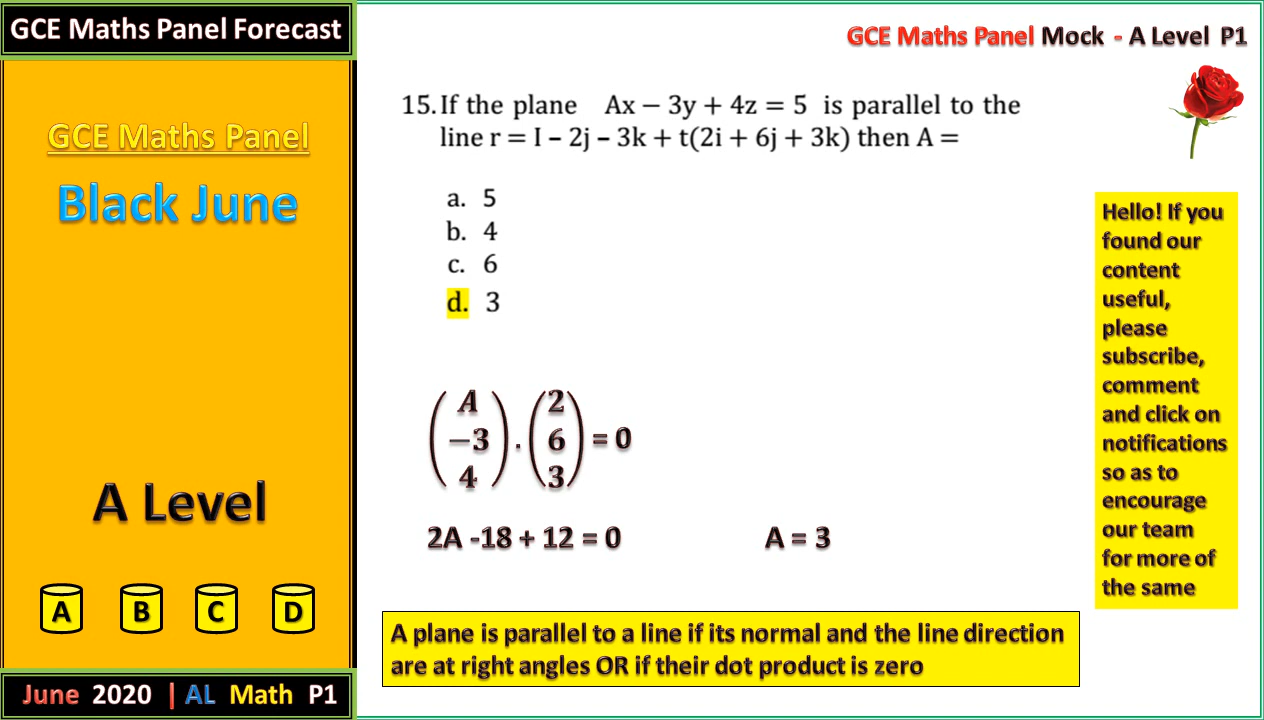 GCE Maths Panel Forecast
GCE Maths Panel
Black June
A Level
A B C D
June 2020 | AL Math P1
GCE Maths Panel Mock - A Level P1
15. If the plane Ax − 3y + 4z = 5 is parallel to the
line r = I – 2j – 3k + t(2i + 6j + 3k) then A =
a. 5
b. 4
c. 6
d. 3
(A −3 4) . (2 6 3) = 0
2A -18 + 12 = 0 A = 3
A plane is parallel to a line if its normal and the line direction
are at right angles OR if their dot product is zero
Hello! If you
found our
content
useful,
please
subscribe,
comment
and click on
notifications
so as to
encourage
our team
for more of
the same